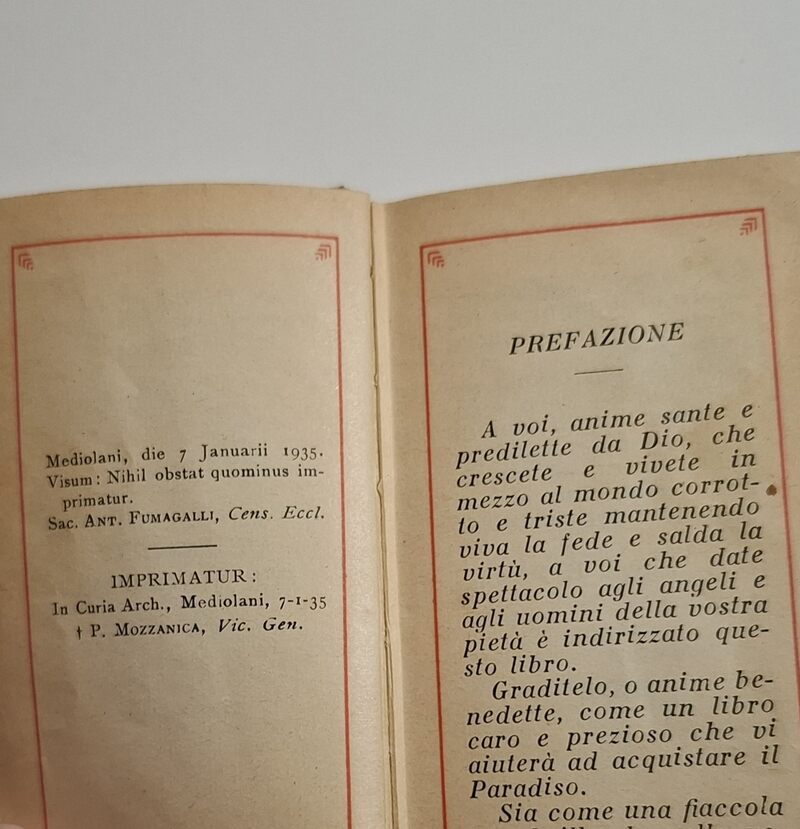 Mediolani, die 7 Januarii 1935.
Visum: Nihil obstat quominus im-
primatur.
Sac. ANT. FUMAGALLI, Cens. Eccl.
IMPRIMATUR:
In Curia Arch., Mediolani, 7-1-35
† P. MOZZANICA, Vic. Gen.
PREFAZIONE
A voi, anime sante e
predilette da Dio, che
crescete e vivete in
mezzo al mondo corrot-
to e triste mantenendo
viva la fede e salda la
virtù, a voi che date
spettacolo agli angeli e
agli uomini della vostra
pietà è indirizzato que-
sto libro.
Graditelo, o anime be-
nedette, come un libro
caro e prezioso che vi
aiuterà ad acquistare il
Paradiso.
Sia come una fiaccola